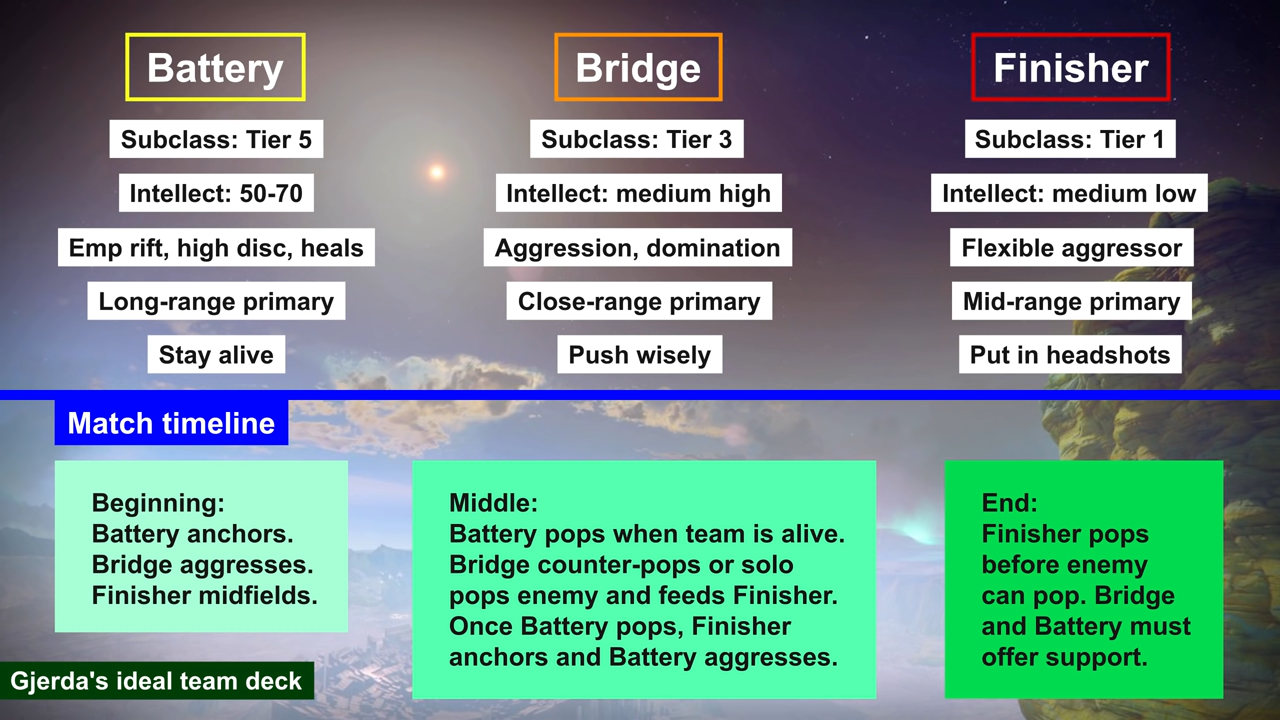 Battery
Subclass: Tier 5
Intellect: 50-70
Emp rift, high disc, heals
Long-range primary
Stay alive
Bridge
Subclass: Tier 3
Intellect: medium high
Aggression, domination
Close-range primary
Push wisely
Finisher
Subclass: Tier 1
Intellect: medium low
Flexible aggressor
Mid-range primary
Put in headshots
Match timeline
Beginning:
Battery anchors.
Bridge aggresses.
Finisher midfields.
Middle:
Battery pops when team is alive.
Bridge counter-pops or solo
pops enemy and feeds Finisher.
Once Battery pops, Finisher
anchors and Battery aggresses.
End:
Finisher pops
before enemy
can pop. Bridge
and Battery must
offer support.
Gjerda's ideal team deck